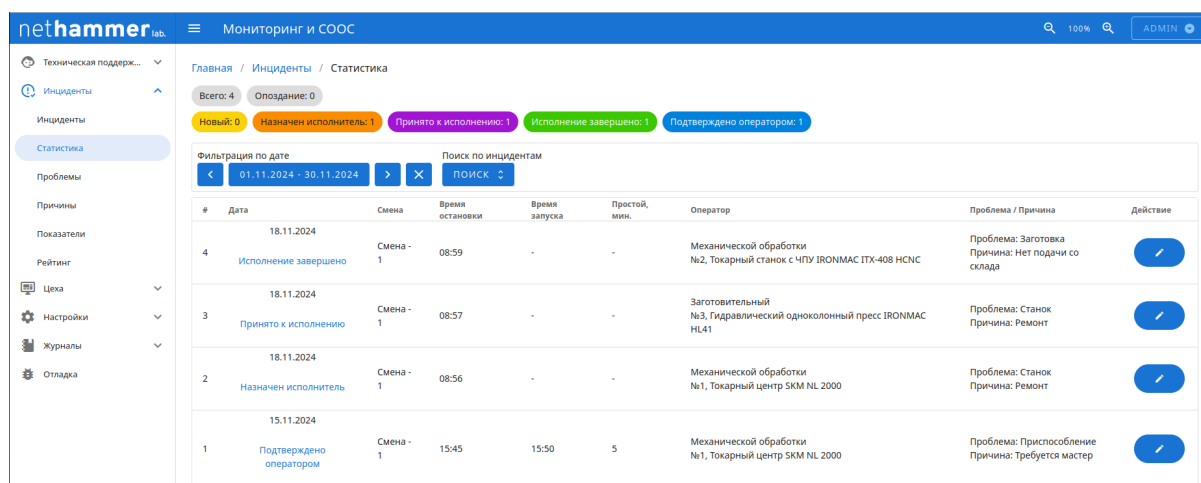 nethammer lab.
Мониторинг и СООС
100%
ADMIN
Техническая поддерж...
Инциденты
Инциденты
Статистика
Проблемы
Причины
Показатели
Рейтинг
Цеха
Настройки
Журналы
Отладка
Главная / Инциденты / Статистика
Всего: 4 Опоздание: 0
Новый: 0 Назначен исполнитель: 1 Принято к исполнению: 1 Исполнение завершено: 1 Подтверждено оператором: 1
Фильтрация по дате Поиск по инцидентам
01.11.2024 - 30.11.2024 ПОИСК
# Дата Смена Время остановки Время запуска Простой, мин. Оператор Проблема / Причина Действие
4
18.11.2024
Исполнение завершено
Смена -
1
08:59
-
-
Механической обработки
№2, Токарный станок с ЧПУ IRONMAC ITX-408 HCNC
Проблема: Заготовка
Причина: Нет подачи со
склада
3
18.11.2024
Принято к исполнению
Смена -
1
08:57
-
-
Заготовительный
№3, Гидравлический одноколонный пресс IRONMAC
HL41
Проблема: Станок
Причина: Ремонт
2
18.11.2024
Назначен исполнитель
Смена -
1
08:56
-
-
Механической обработки
№1, Токарный центр SKM NL 2000
Проблема: Станок
Причина: Ремонт
1
15.11.2024
Подтверждено
оператором
Смена -
1
15:45
15:50
5
Механической обработки
№1, Токарный центр SKM NL 2000
Проблема: Приспособление
Причина: Требуется мастер